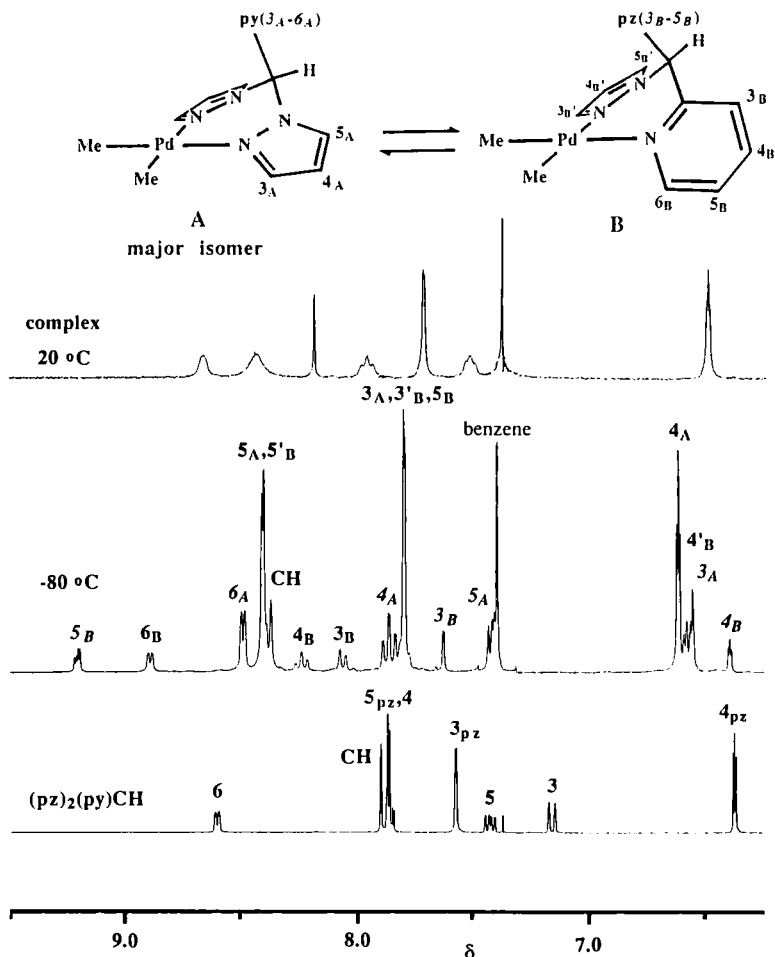 py(3A-6A)
H
N
N
N
N
5A
4A
3A
Me
Pd
Me
A
major isomer
pz(3B-5B)
H
5B'
4B'
3B'
N
N
N
3B
4B
5B
6B
Me
Pd
Me
B
complex
20 oC
3A,3'B,5B
benzene
4A
5A,5'B
4'B
-80 oC
CH
6A
4A
5A
3A
5B
6B
4B
3B
3B
4B
5pz,4
4pz
3pz
CH
(pz)2(py)CH
6
5
3
9.0
8.0
δ
7.0